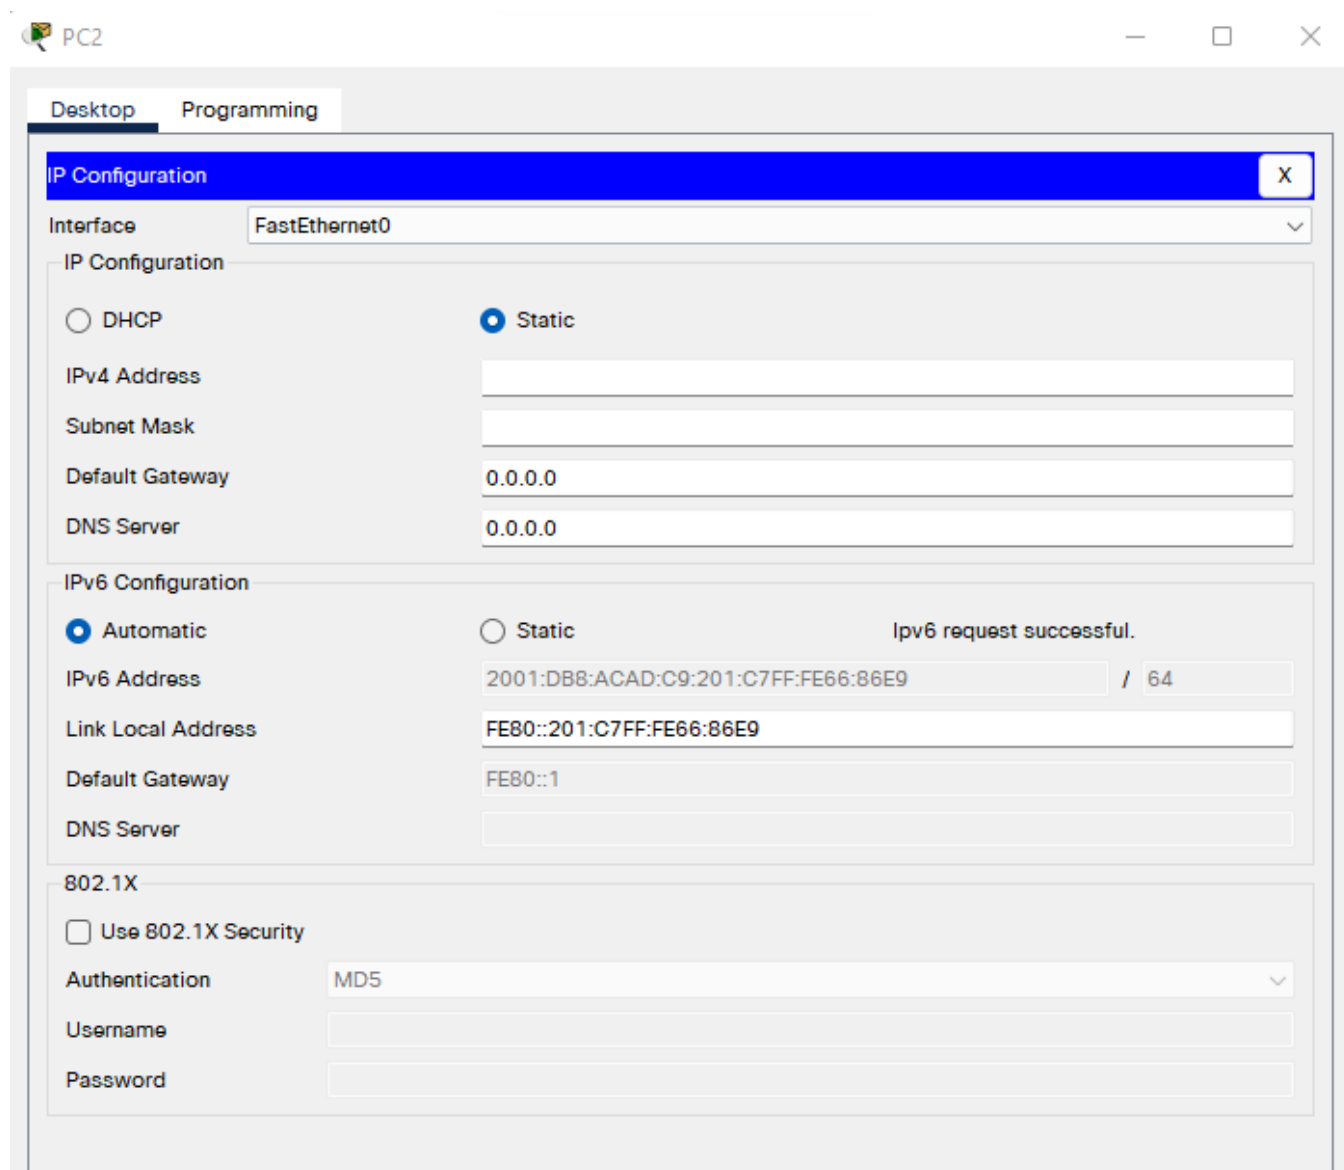 PC2
Desktop Programming
IP Configuration X
Interface FastEthernet0
IP Configuration
DHCP Static
IPv4 Address
Subnet Mask
Default Gateway 0.0.0.0
DNS Server 0.0.0.0
IPv6 Configuration
Automatic Static Ipv6 request successful.
IPv6 Address 2001:DB8:ACAD:C9:201:C7FF:FE66:86E9 / 64
Link Local Address FE80::201:C7FF:FE66:86E9
Default Gateway FE80::1
DNS Server
802.1X
Use 802.1X Security
Authentication MD5
Username
Password